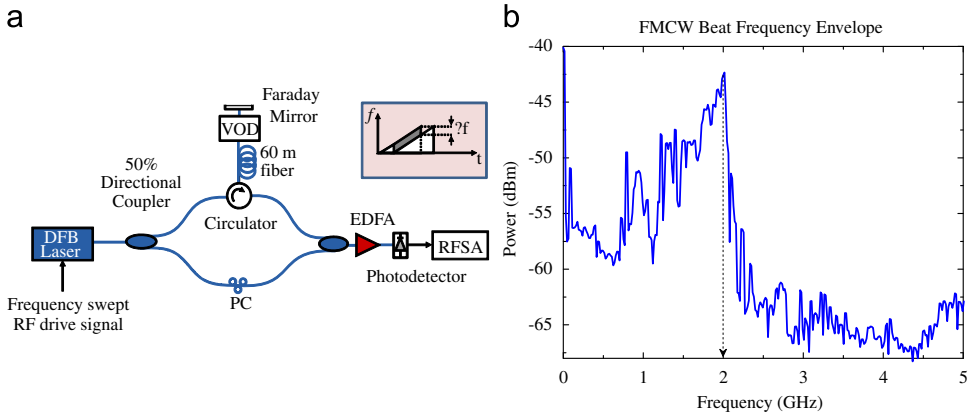 a
Faraday
Mirror
VOD
60 m
fiber
50%
Directional
Coupler
Circulator
f
?f
t
DFB
Laser
EDFA
RFSA
Photodetector
PC
Frequency swept
RF drive signal
b
FMCW Beat Frequency Envelope
-40
-45
-50
-55
-60
-65
Power (dBm)
0 1 2 3 4 5
Frequency (GHz)